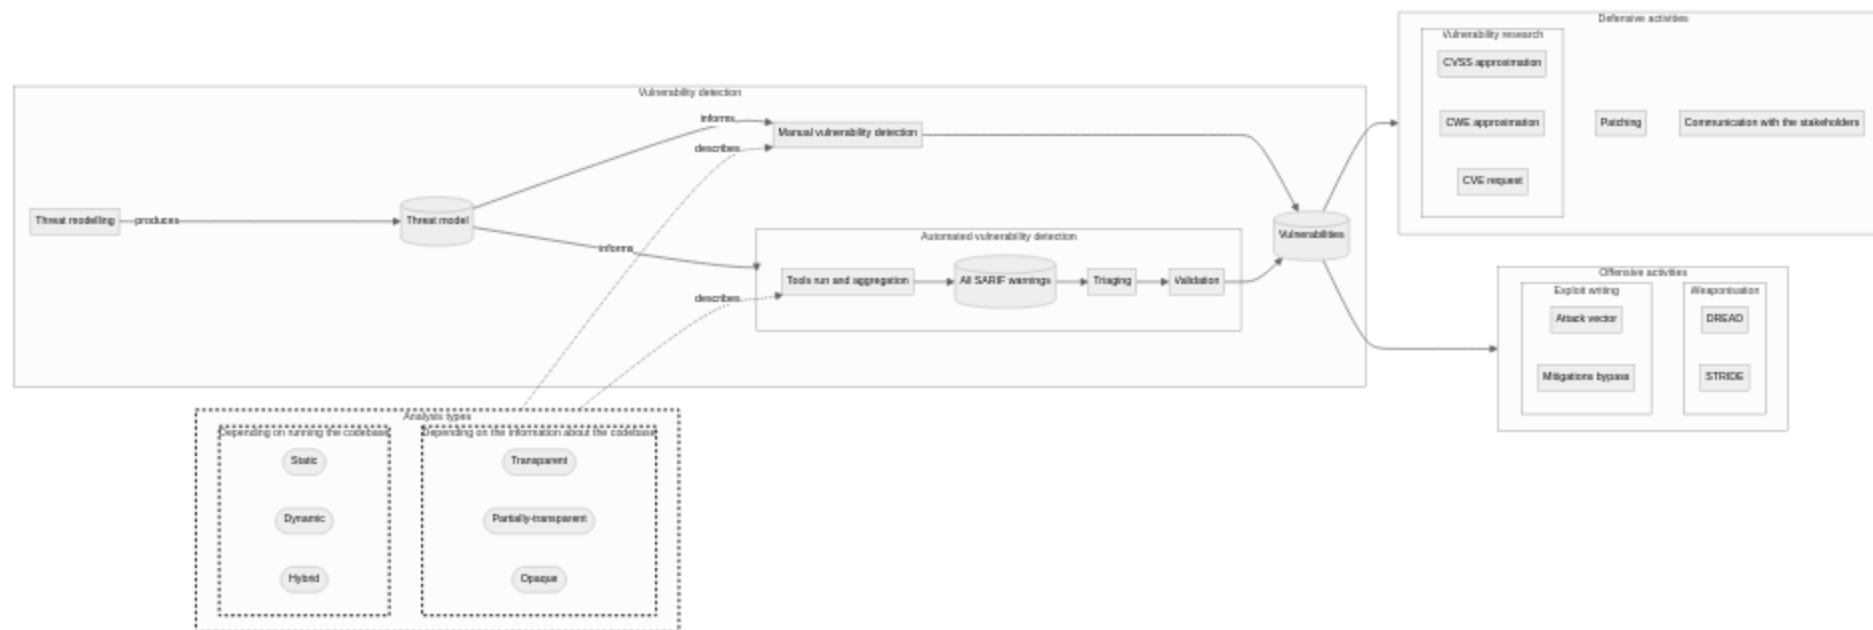 Defensive activities
Vulnerability research
CVSS approximation
CWE approximation
CVE request
Patching
Communication with the stakeholders
Vulnerability detection
informs
Manual vulnerability detection
describes
Threat modelling
produces
Threat model
informs
Automated vulnerability detection
Tools run and aggregation
All SARIF warnings
Triaging
Validation
describes
Vulnerabilities
Offensive activities
Exploit writing
Attack vector
Mitigations bypass
Weaponisation
DREAD
STRIDE
Analysis types
Depending on running the codebase
Static
Dynamic
Hybrid
Depending on the information about the codebase
Transparent
Partially-transparent
Opaque